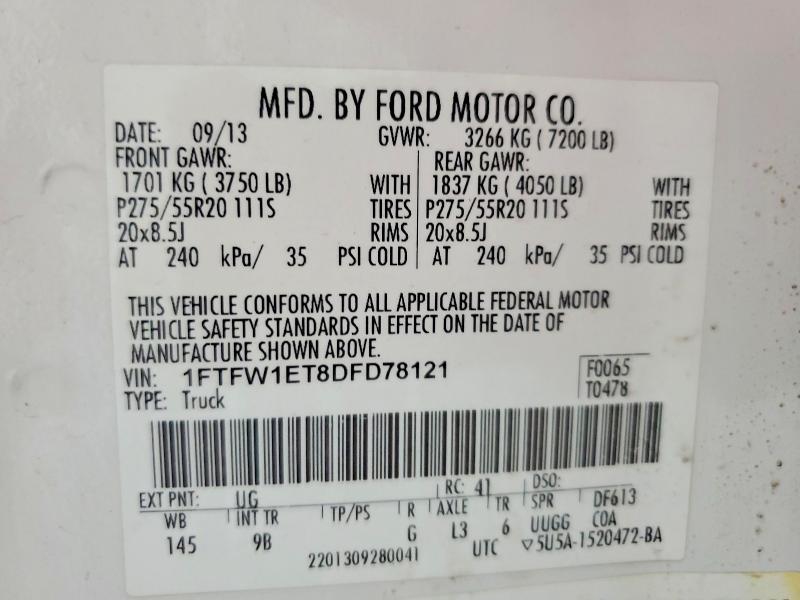 MFD. BY FORD MOTOR CO.
DATE: 09/13 GVWR: 3266 KG ( 7200 LB)
FRONT GAWR: REAR GAWR:
1701 KG ( 3750 LB) WITH 1837 KG ( 4050 LB) WITH
P275/55R20 111S TIRES P275/55R20 111S TIRES
20x8.5J RIMS 20x8.5J RIMS
AT 240 kPa/ 35 PSI COLD AT 240 kPa/ 35 PSI COLD
THIS VEHICLE CONFORMS TO ALL APPLICABLE FEDERAL MOTOR
VEHICLE SAFETY STANDARDS IN EFFECT ON THE DATE OF
MANUFACTURE SHOWN ABOVE.
VIN: 1FTFW1ET8DFD78121 F0065
TYPE: Truck T0478
EXT PNT: UG RC: 41 DSO:
WB INT TR TP/PS R AXLE TR SPR DF613
145 9B G L3 6 UUGG COA
2201309280041 UTC ▽5U5A-1520472-BA